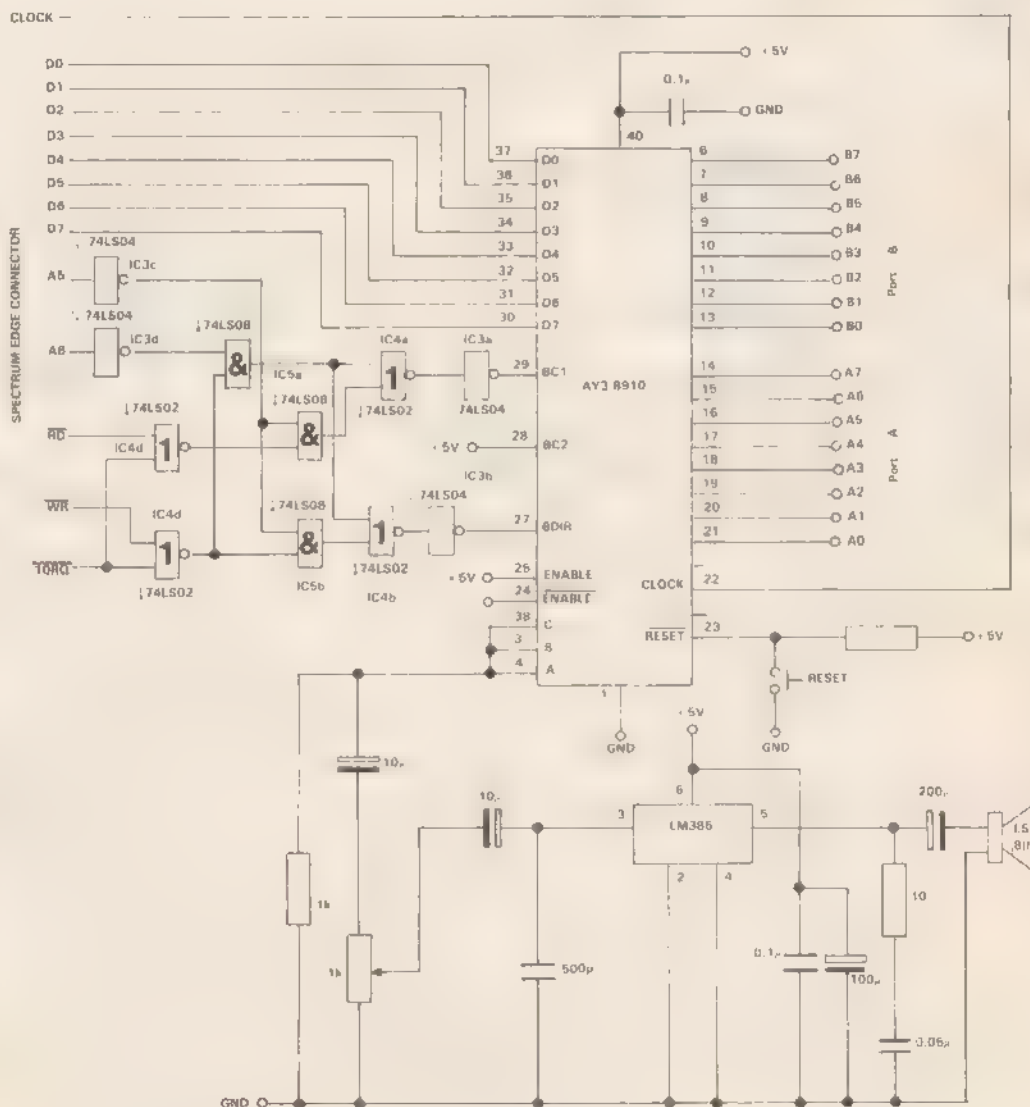 CLOCK
+5V
0.1µ
GND
40
D0
D1
D2
D3
D4
D5
D6
D7
37 D0
36 D1
35 D2
34 D3
33 D4
32 D5
31 D6
30 D7
6 B7
7 B6
8 B5
9 B4
10 B3
11 B2
12 B1
13 B0
Port B
SPECTRUM EDGE CONNECTOR
74LS04
A5
IC3c
74LS04
A6
IC3d
↓74LS08
&
IC5a
IC4a
1
↓74LS02
IC3a
74LS04
29 BC1
AY3 8910
14 A7
15 A6
16 A5
17 A4
18 A3
19 A2
20 A1
21 A0
Port A
↓74LS02
RD
IC4d
1
↓74LS08
&
+5V
28 BC2
IC3b
WR
IC4d
1
↓74LS02
IORQ
↓74LS08
&
IC5b
1
↓74LS02
IC4b
74LS04
27 BDIR
+5V
25 ENABLE
24 ENABLE
38 C
3 B
4 A
CLOCK 22
RESET 23
+5V
RESET
GND
1
GND
+5V
10µ
10µ
3
6
LM386
5
2
4
200µ
1k
1k
500µ
0.1µ
100µ
10
0.05µ
GND